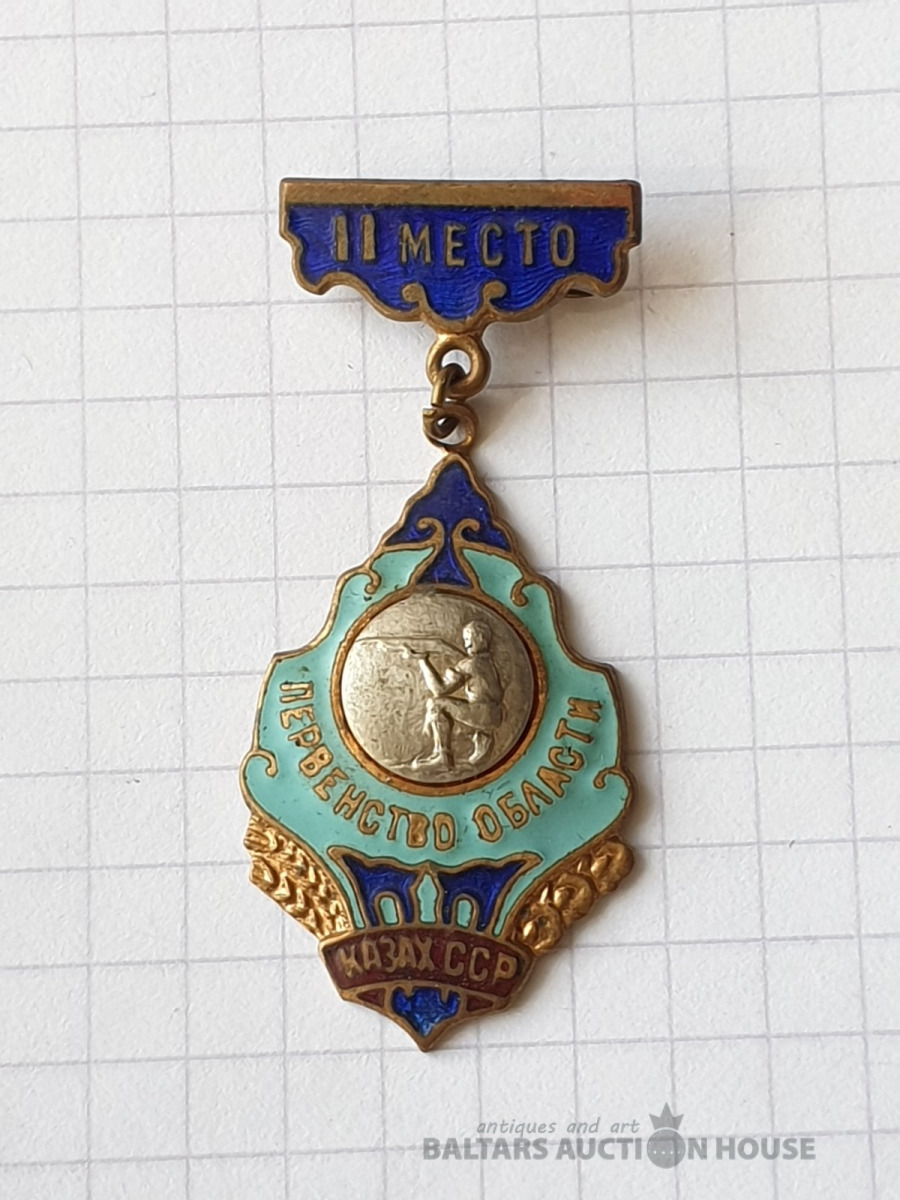 II МЕСТО
ПЕРВЕНСТВО ОБЛАСТИ
КАЗАХ ССР
antiques and art
BALTARS AUCTION HOUSE